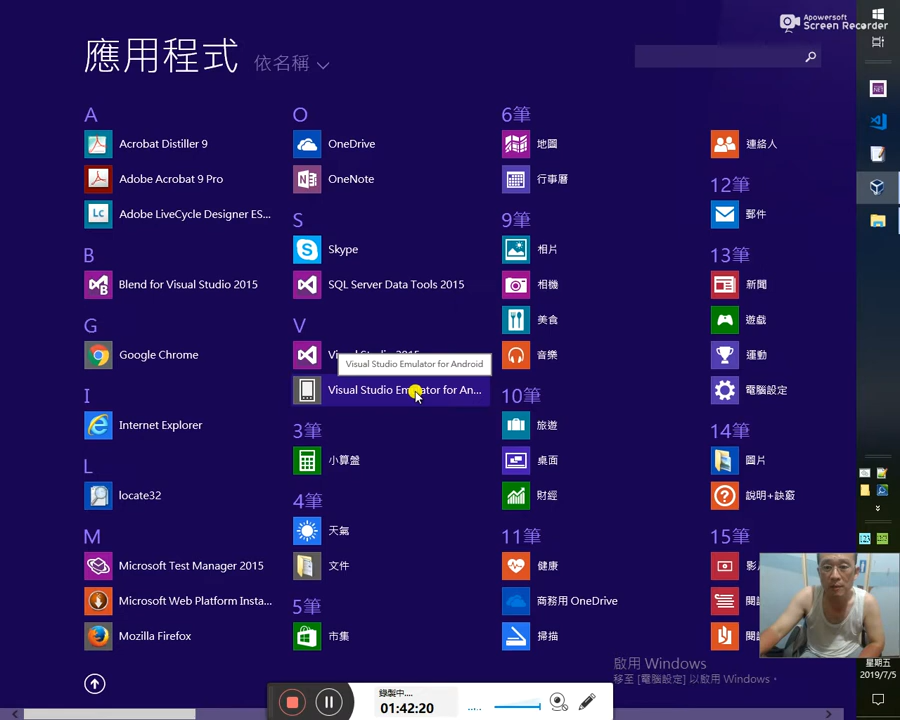 Apowersoft
Screen Recorder
應用程式 依名稱
A
Acrobat Distiller 9
Adobe Acrobat 9 Pro
Adobe LiveCycle Designer ES...
B
Blend for Visual Studio 2015
G
Google Chrome
I
Internet Explorer
L
locate32
M
Microsoft Test Manager 2015
Microsoft Web Platform Insta...
Mozilla Firefox
O
OneDrive
OneNote
S
Skype
SQL Server Data Tools 2015
V
Visual Studio 2015
Visual Studio Emulator for Android
Visual Studio Emulator for An...
3筆
小算盤
4筆
天氣
文件
5筆
市集
6筆
地圖
行事曆
9筆
相片
相機
美食
音樂
10筆
旅遊
桌面
財經
11筆
健康
商務用 OneDrive
掃描
連絡人
12筆
郵件
13筆
新聞
遊戲
運動
電腦設定
14筆
圖片
說明+訣竅
15筆
影
閱
閱
啟用 Windows
移至 [電腦設定] 以啟用 Windows。
錄製中....
01:42:20
星期五
2019/7/5